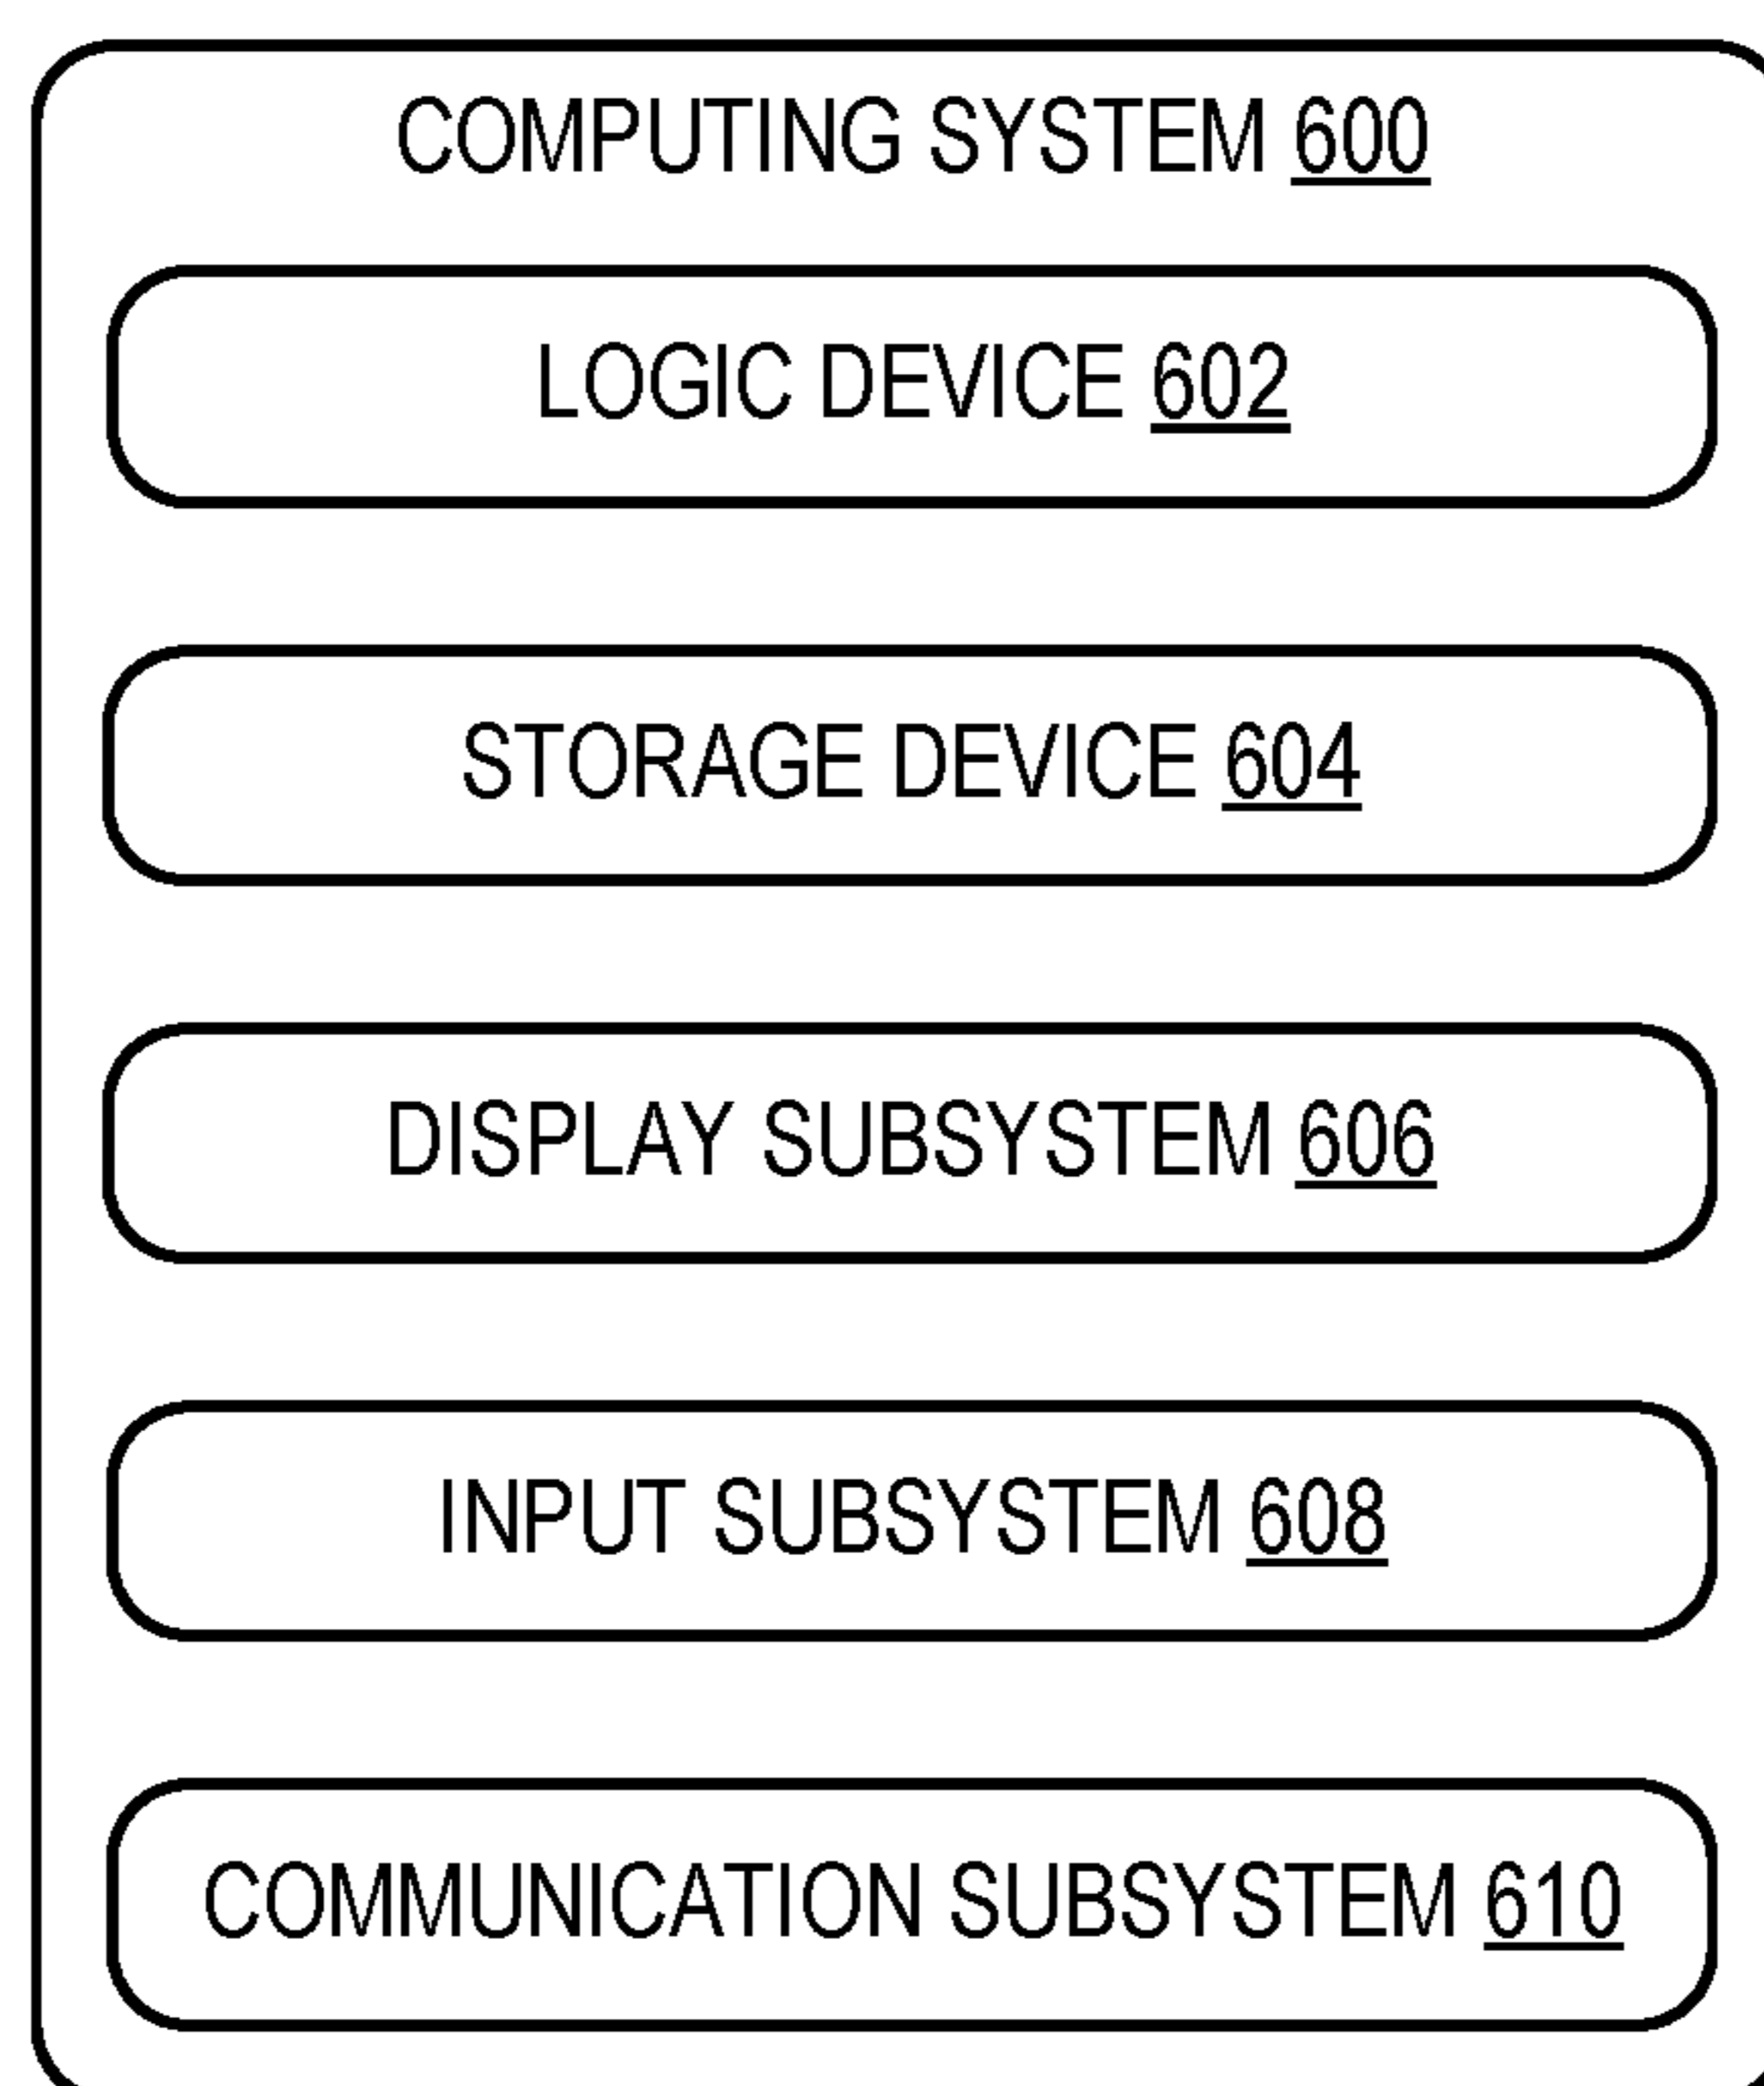 COMPUTING SYSTEM 600
LOGIC DEVICE 602
STORAGE DEVICE 604
DISPLAY SUBSYSTEM 606
INPUT SUBSYSTEM 608
COMMUNICATION SUBSYSTEM 610